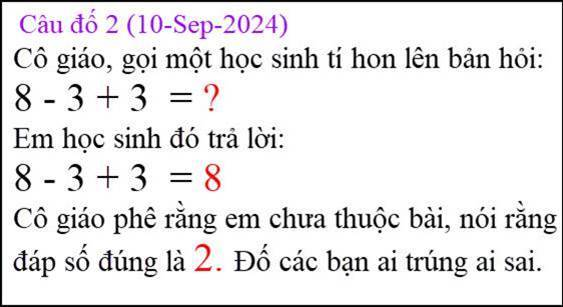 Câu đố 2 (10-Sep-2024)
Cô giáo, gọi một học sinh tí hon lên bản hỏi:
8 - 3 + 3 = ?
Em học sinh đó trả lời:
8 - 3 + 3 = 8
Cô giáo phê rằng em chưa thuộc bài, nói rằng
đáp số đúng là 2. Đố các bạn ai trúng ai sai.